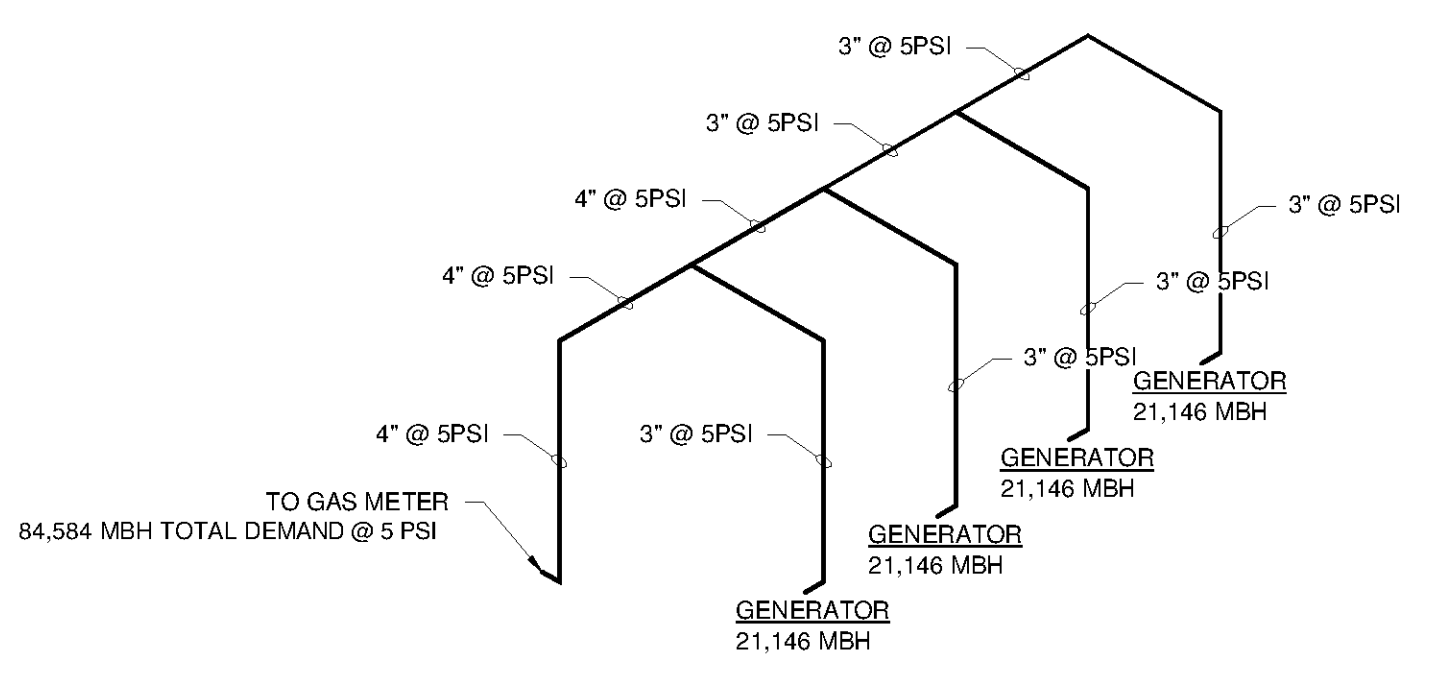 3" @ 5PSI
3" @ 5PSI
4" @ 5PSI
3" @ 5PSI
4" @ 5PSI
3" @ 5PSI
3" @ 5PSI
GENERATOR
21,146 MBH
4" @ 5PSI
3" @ 5PSI
GENERATOR
21,146 MBH
TO GAS METER
84,584 MBH TOTAL DEMAND @ 5 PSI
GENERATOR
21,146 MBH
GENERATOR
21,146 MBH